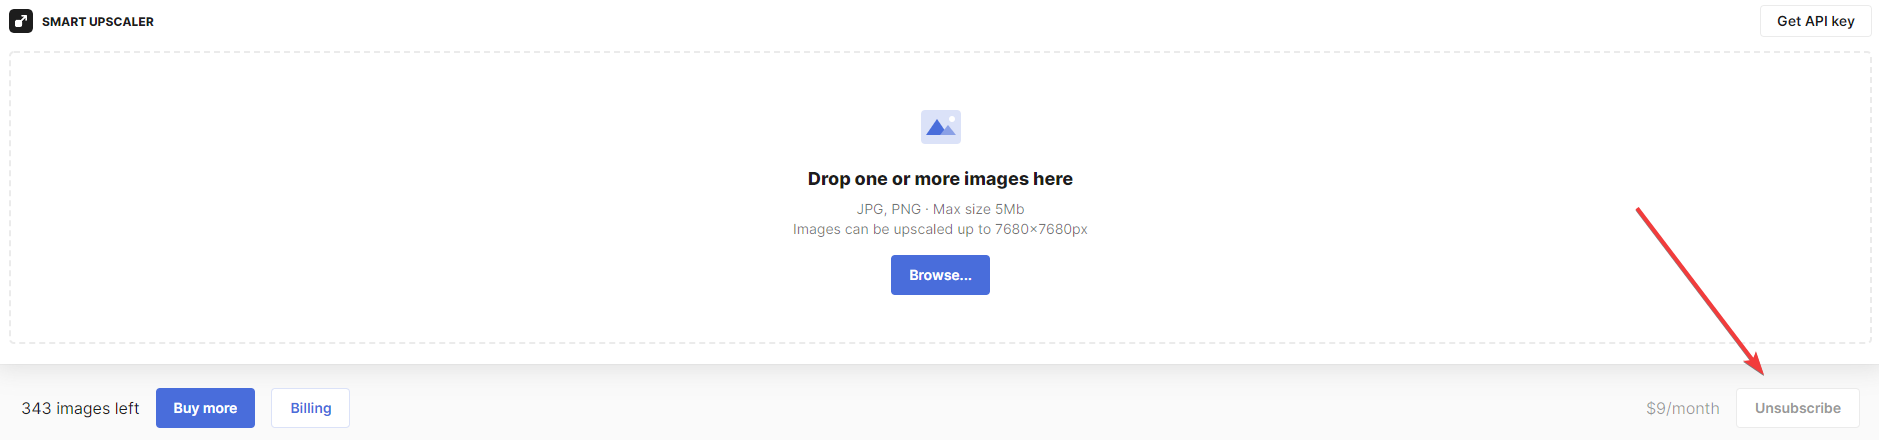 SMART UPSCALER
Get API key
Drop one or more images here
JPG, PNG · Max size 5Mb
Images can be upscaled up to 7680×7680px
Browse...
343 images left
Buy more
Billing
$9/month
Unsubscribe